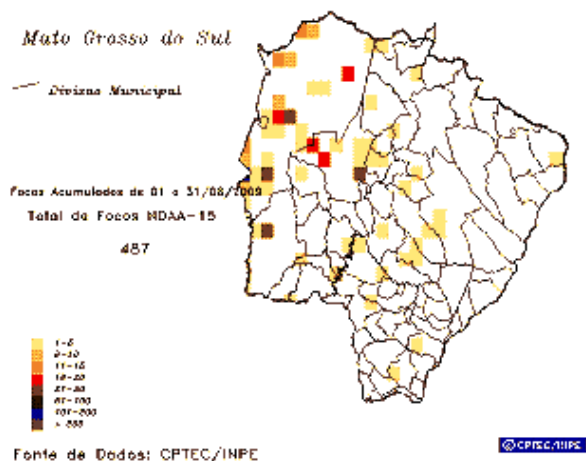 Mato Grosso do Sul
Divisao Municipal
Focos Acumulados de 01 a 31/08/2009
Total de Focos NOAA-15
487
1-5
6-10
11-15
16-20
21-50
51-100
101-200
> 200
Fonte de Dados: CPTEC/INPE
© CPTEC/INPE